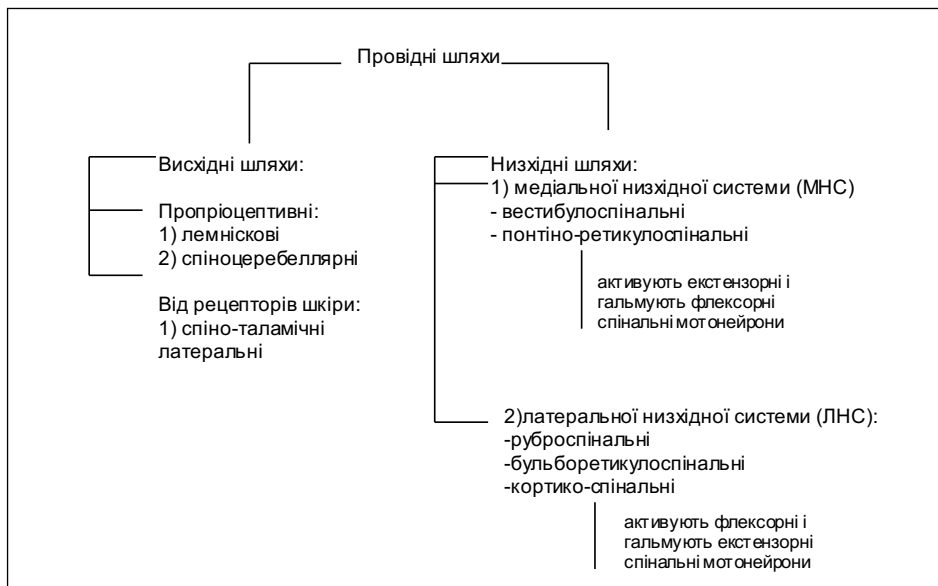 Провідні шляхи
Висхідні шляхи:
Пропріоцептивні:
1) лемніскові
2) спіноцеребеллярні
Від рецепторів шкіри:
1) спіно-таламічні
латеральні
Низхідні шляхи:
1) медіальної низхідної системи (МНС)
- вестибулоспінальні
- понтіно-ретикулоспінальні
активують екстензорні і
гальмують флексорні
спінальні мотонейрони
2)латеральної низхідної системи (ЛНС):
-руброспінальні
-бульборетикулоспінальні
-кортико-спінальні
активують флексорні і
гальмують екстензорні
спінальні мотонейрони